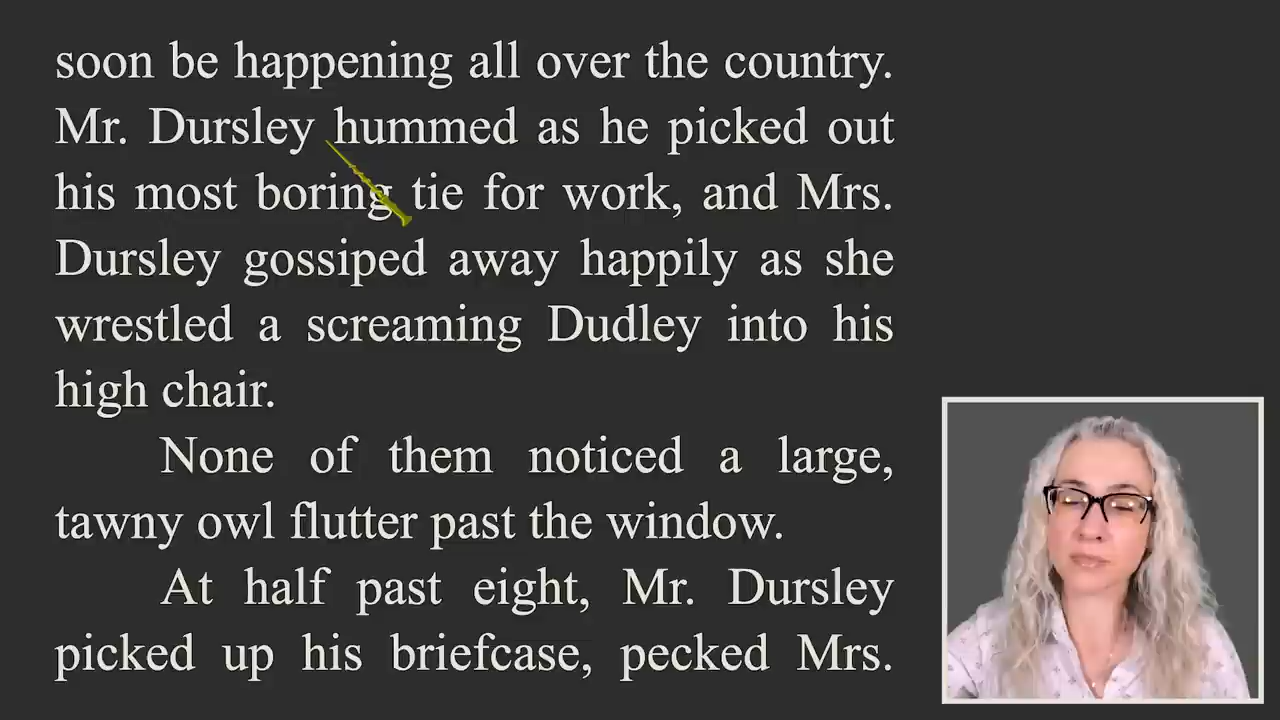 soon be happening all over the country.
Mr. Dursley hummed as he picked out
his most boring tie for work, and Mrs.
Dursley gossiped away happily as she
wrestled a screaming Dudley into his
high chair.
None of them noticed a large,
tawny owl flutter past the window.
At half past eight, Mr. Dursley
picked up his briefcase, pecked Mrs.